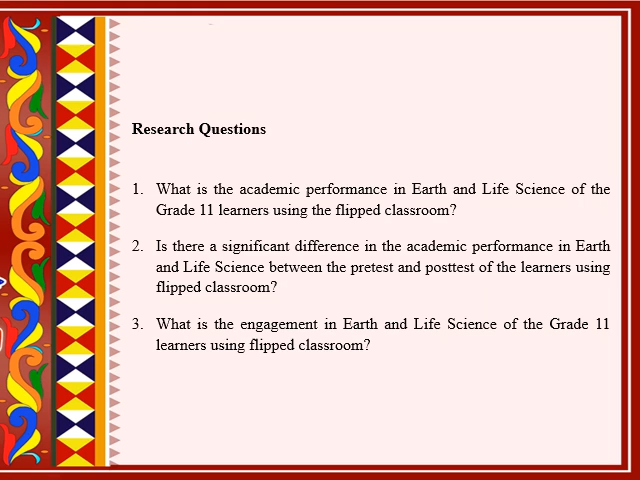 Research Questions
1. What is the academic performance in Earth and Life Science of the
Grade 11 learners using the flipped classroom?
2. Is there a significant difference in the academic performance in Earth
and Life Science between the pretest and posttest of the learners using
flipped classroom?
3. What is the engagement in Earth and Life Science of the Grade 11
learners using flipped classroom?